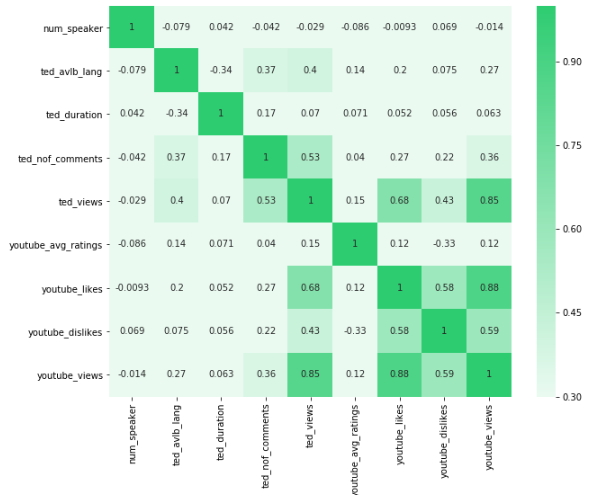 num_speaker 1 -0.079 0.042 -0.042 -0.029 -0.086 -0.0093 0.069 -0.014
ted_avlb_lang -0.079 1 -0.34 0.37 0.4 0.14 0.2 0.075 0.27
ted_duration 0.042 -0.34 1 0.17 0.07 0.071 0.052 0.056 0.063
ted_nof_comments -0.042 0.37 0.17 1 0.53 0.04 0.27 0.22 0.36
ted_views -0.029 0.4 0.07 0.53 1 0.15 0.68 0.43 0.85
youtube_avg_ratings -0.086 0.14 0.071 0.04 0.15 1 0.12 -0.33 0.12
youtube_likes -0.0093 0.2 0.052 0.27 0.68 0.12 1 0.58 0.88
youtube_dislikes 0.069 0.075 0.056 0.22 0.43 -0.33 0.58 1 0.59
youtube_views -0.014 0.27 0.063 0.36 0.85 0.12 0.88 0.59 1
num_speaker
ted_avlb_lang
ted_duration
ted_nof_comments
ted_views
youtube_avg_ratings
youtube_likes
youtube_dislikes
youtube_views
0.90
0.75
0.60
0.45
0.30